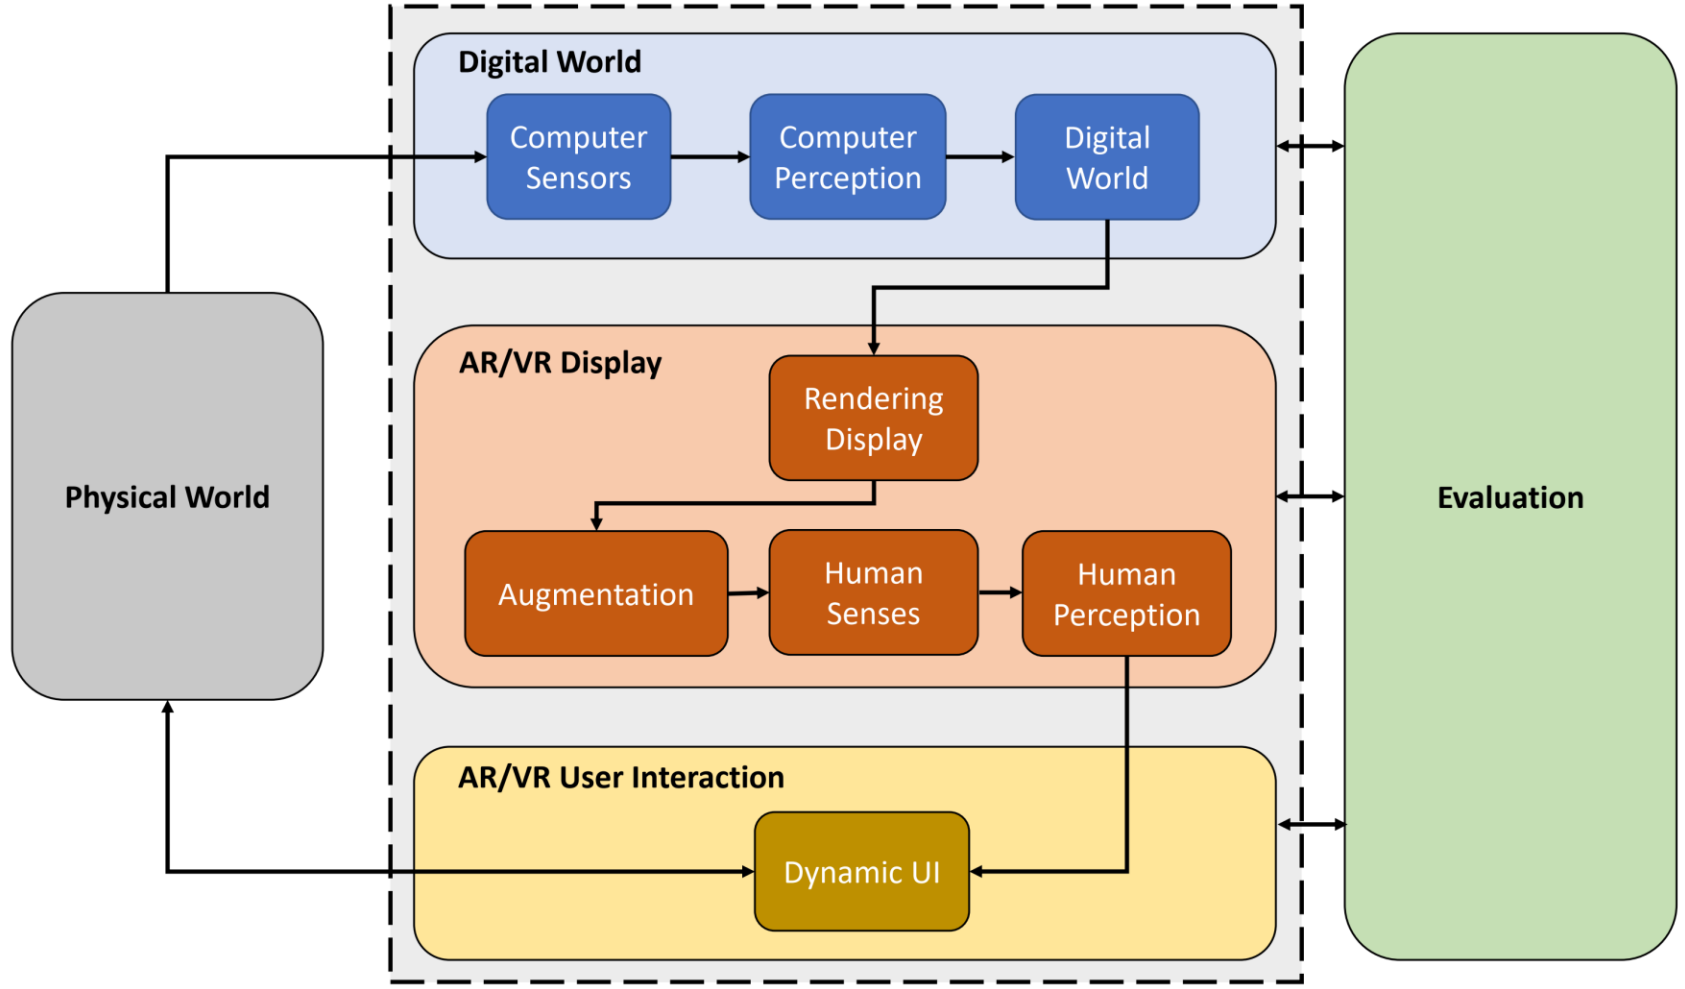 Digital World
Computer
Sensors
Computer
Perception
Digital
World
Physical World
AR/VR Display
Rendering
Display
Augmentation
Human
Senses
Human
Perception
AR/VR User Interaction
Dynamic UI
Evaluation